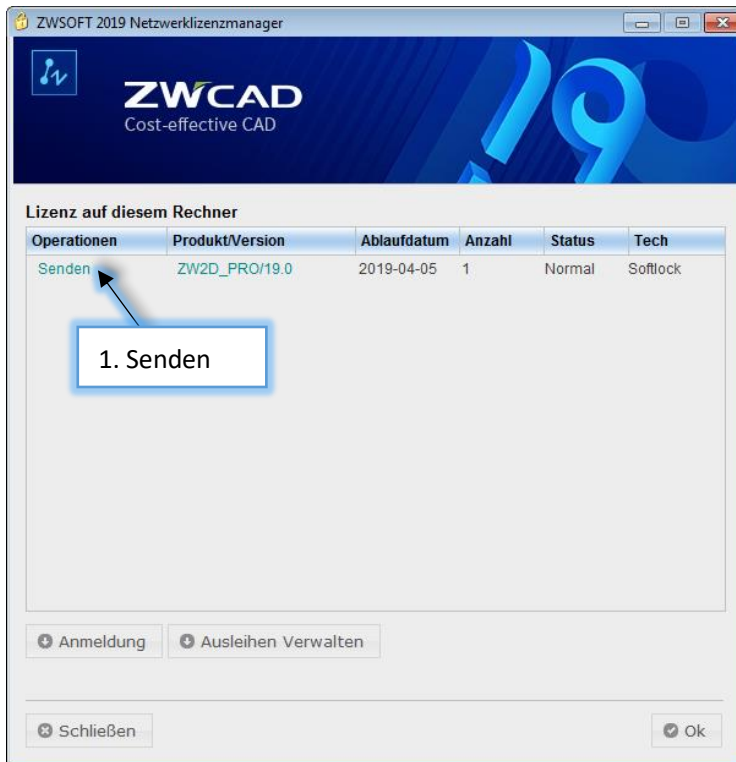 ZWSOFT 2019 Netzwerklizenzmanager
ZWCAD
Cost-effective CAD
Lizenz auf diesem Rechner
Operationen Produkt/Version Ablaufdatum Anzahl Status Tech
Senden ZW2D_PRO/19.0 2019-04-05 1 Normal Softlock
1. Senden
Anmeldung Ausleihen Verwalten
Schließen Ok